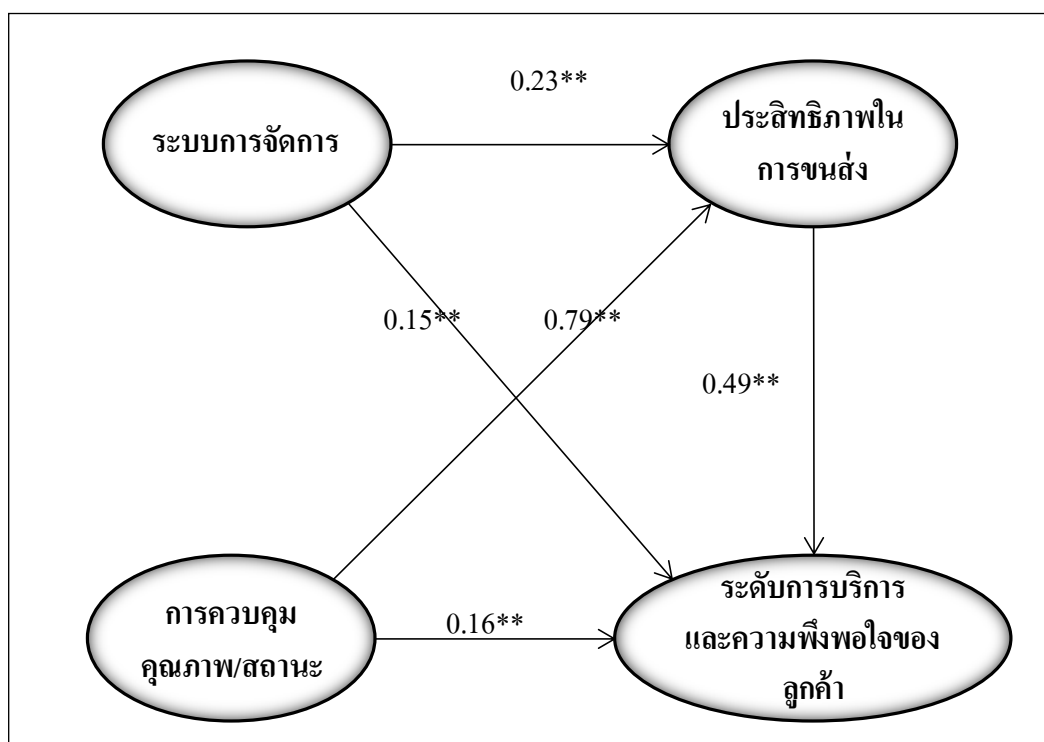 0.23**
ระบบการจัดการ
ประสิทธิภาพใน
การขนส่ง
0.15**
0.79**
0.49**
การควบคุม
คุณภาพ/สถานะ
0.16**
ระดับการบริการ
และความพึงพอใจของ
ลูกค้า